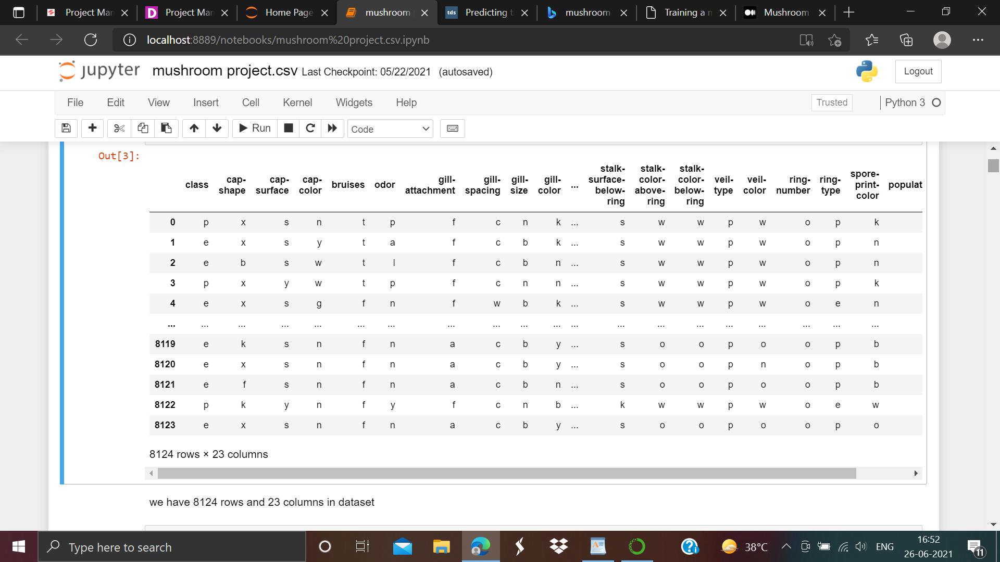 Project Man
Project Man
Home Page
mushroom
tds Predicting t
mushroom
Training a m
Mushroom
localhost:8889/notebooks/mushroom%20project.csv.ipynb
jupyter mushroom project.csv Last Checkpoint: 05/22/2021 (autosaved)
Logout
File Edit View Insert Cell Kernel Widgets Help
Trusted
Python 3
Run
Code
Out[3]:
class cap-shape cap-surface cap-color bruises odor gill-attachment gill-spacing gill-size gill-color ... stalk-surface-below-ring stalk-color-above-ring stalk-color-below-ring veil-type veil-color ring-number ring-type spore-print-color populat
0 p x s n t p f c n k ... s w w p w o p k
1 e x s y t a f c b k ... s w w p w o p n
2 e b s w t l f c b n ... s w w p w o p n
3 p x y w t p f c n n ... s w w p w o p k
4 e x s g f n f w b k ... s w w p w o e n
... ... ... ... ... ... ... ... ... ... ... ... ... ... ... ... ... ... ... ...
8119 e k s n f n a c b y ... s o o p o o p b
8120 e x s n f n a c b y ... s o o p n o p b
8121 e f s n f n a c b n ... s o o p o o p b
8122 p k y n f y f c n b ... k w w p w o e w
8123 e x s n f n a c b y ... s o o p o o p o
8124 rows × 23 columns
we have 8124 rows and 23 columns in dataset
Type here to search
38°C
ENG
16:52
26-06-2021
11